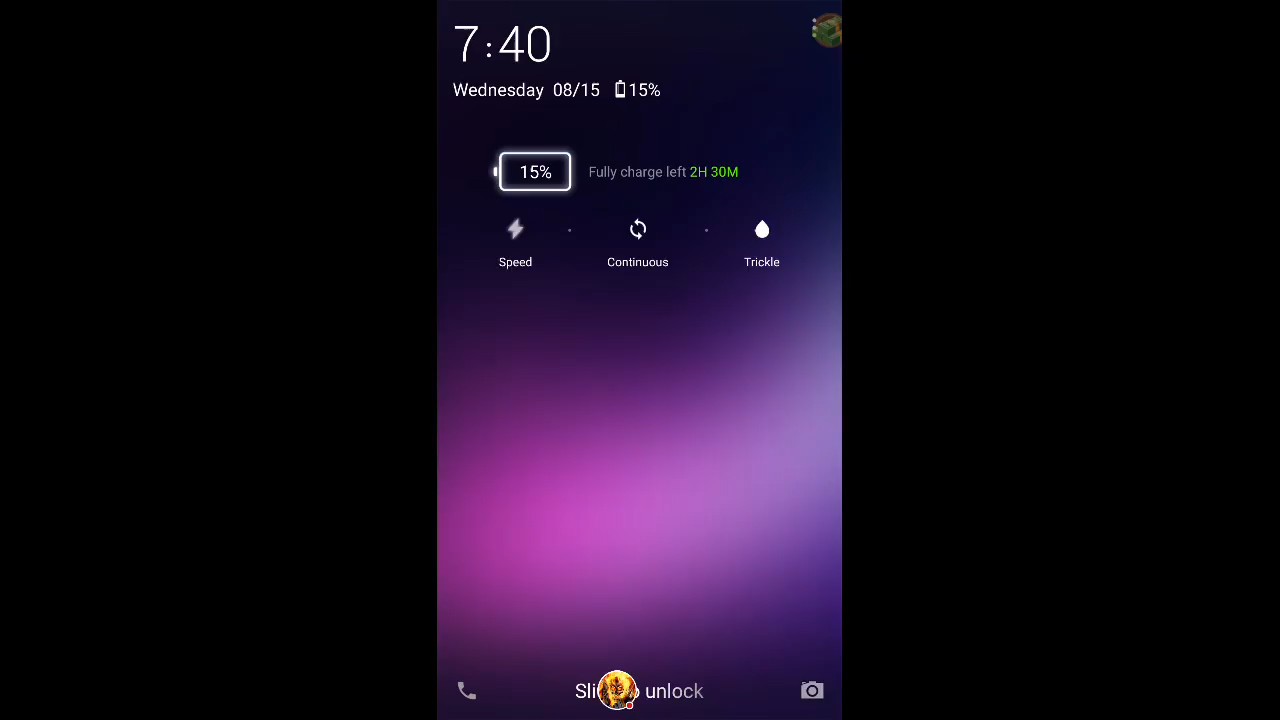 7:40
Wednesday 08/15 15%
15% Fully charge left 2H 30M
Speed Continuous Trickle
unlock